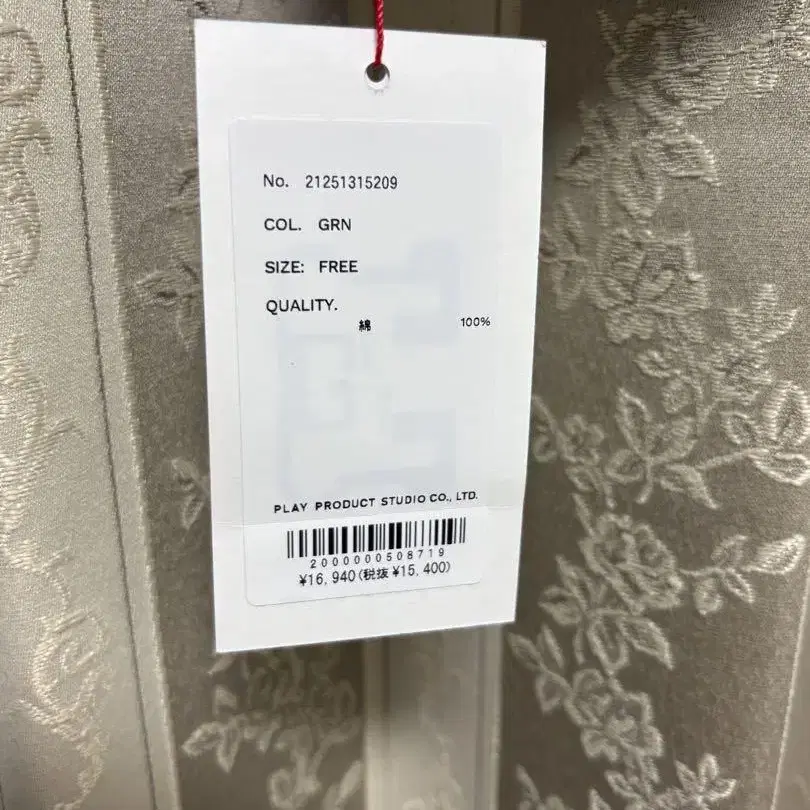 No. 21251315209
COL. GRN
SIZE: FREE
QUALITY.
綿 100%
PLAY PRODUCT STUDIO CO., LTD.
2000000508719
¥16,940(税抜¥15,400)